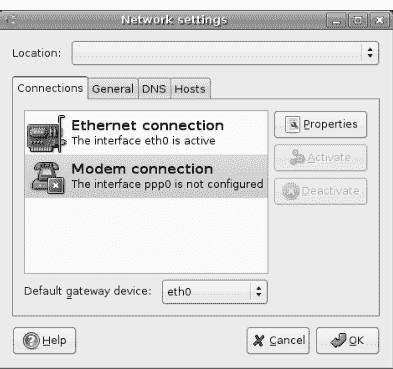 Network settings
Location:
Connections General DNS Hosts
Ethernet connection
The interface eth0 is active
Modem connection
The interface ppp0 is not configured
Properties
Activate
Deactivate
Default gateway device: eth0
Help
Cancel
OK